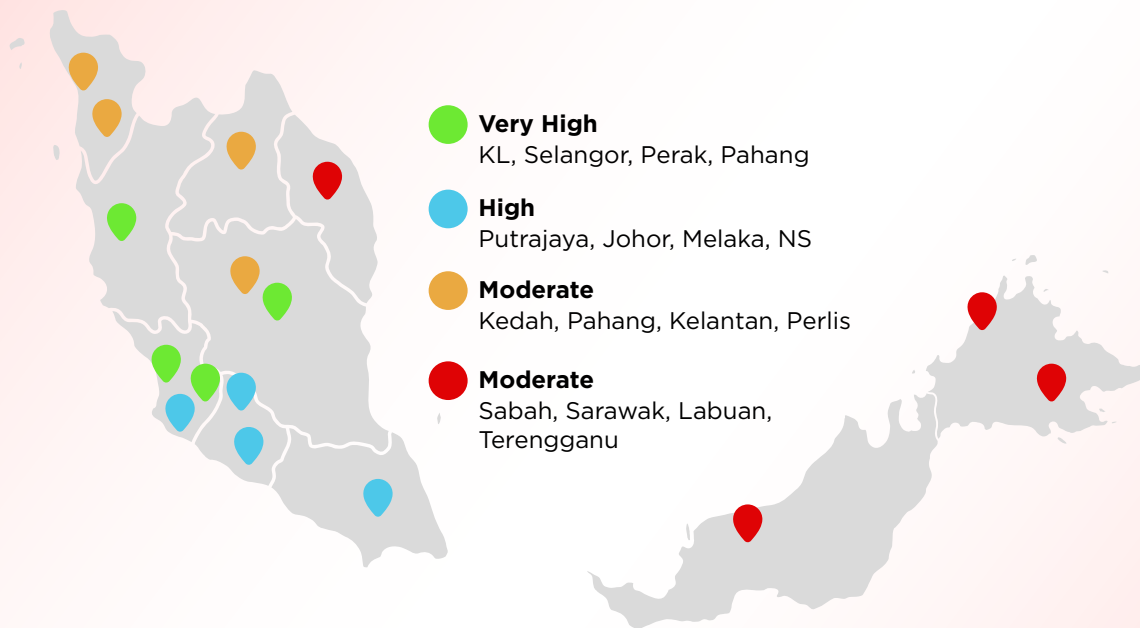 Very High
KL, Selangor, Perak, Pahang
High
Putrajaya, Johor, Melaka, NS
Moderate
Kedah, Pahang, Kelantan, Perlis
Moderate
Sabah, Sarawak, Labuan,
Terengganu